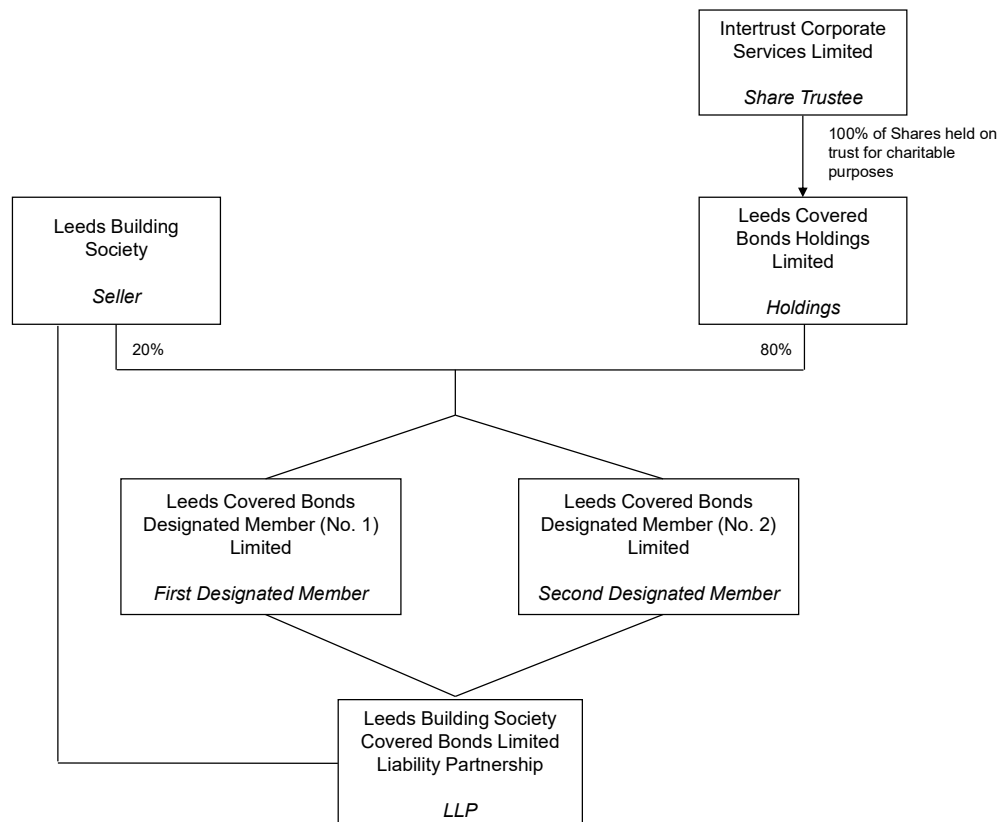 Intertrust Corporate
Services Limited
Share Trustee
100% of Shares held on
trust for charitable
purposes
Leeds Building
Society
Seller
Leeds Covered
Bonds Holdings
Limited
Holdings
20%
80%
Leeds Covered Bonds
Designated Member (No. 1)
Limited
First Designated Member
Leeds Covered Bonds
Designated Member (No. 2)
Limited
Second Designated Member
Leeds Building Society
Covered Bonds Limited
Liability Partnership
LLP